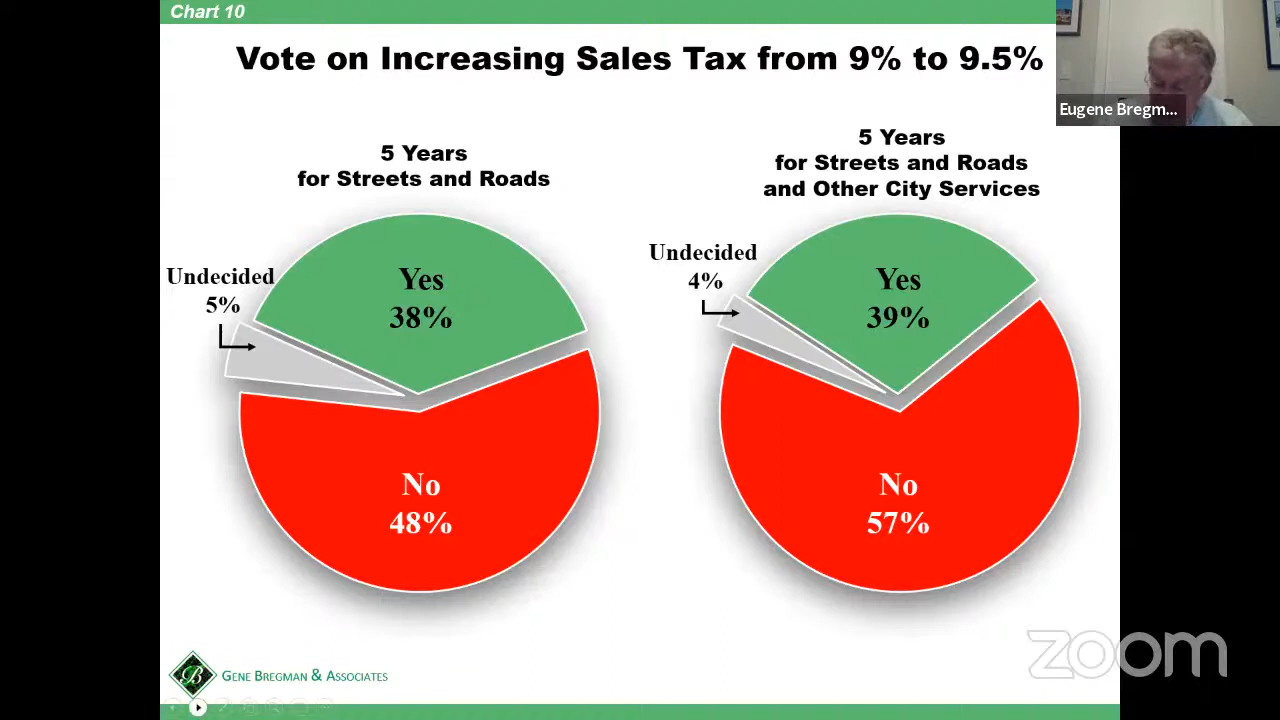 Chart 10
Vote on Increasing Sales Tax from 9% to 9.5%
Eugene Bregm...
5 Years
for Streets and Roads
Undecided
5%
Yes
38%
No
48%
5 Years
for Streets and Roads
and Other City Services
Undecided
4%
Yes
39%
No
57%
B
GENE BREGMAN & ASSOCIATES
zoom